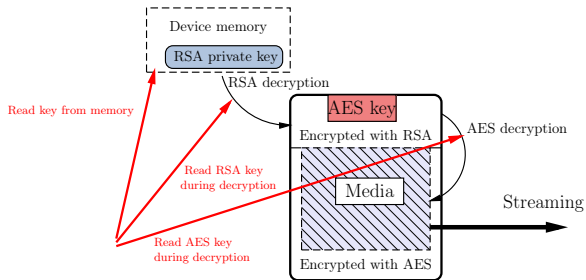 Device memory
RSA private key
RSA decryption
Read key from memory
AES key
Encrypted with RSA
AES decryption
Read RSA key
during decryption
Media
Streaming
Read AES key
during decryption
Encrypted with AES